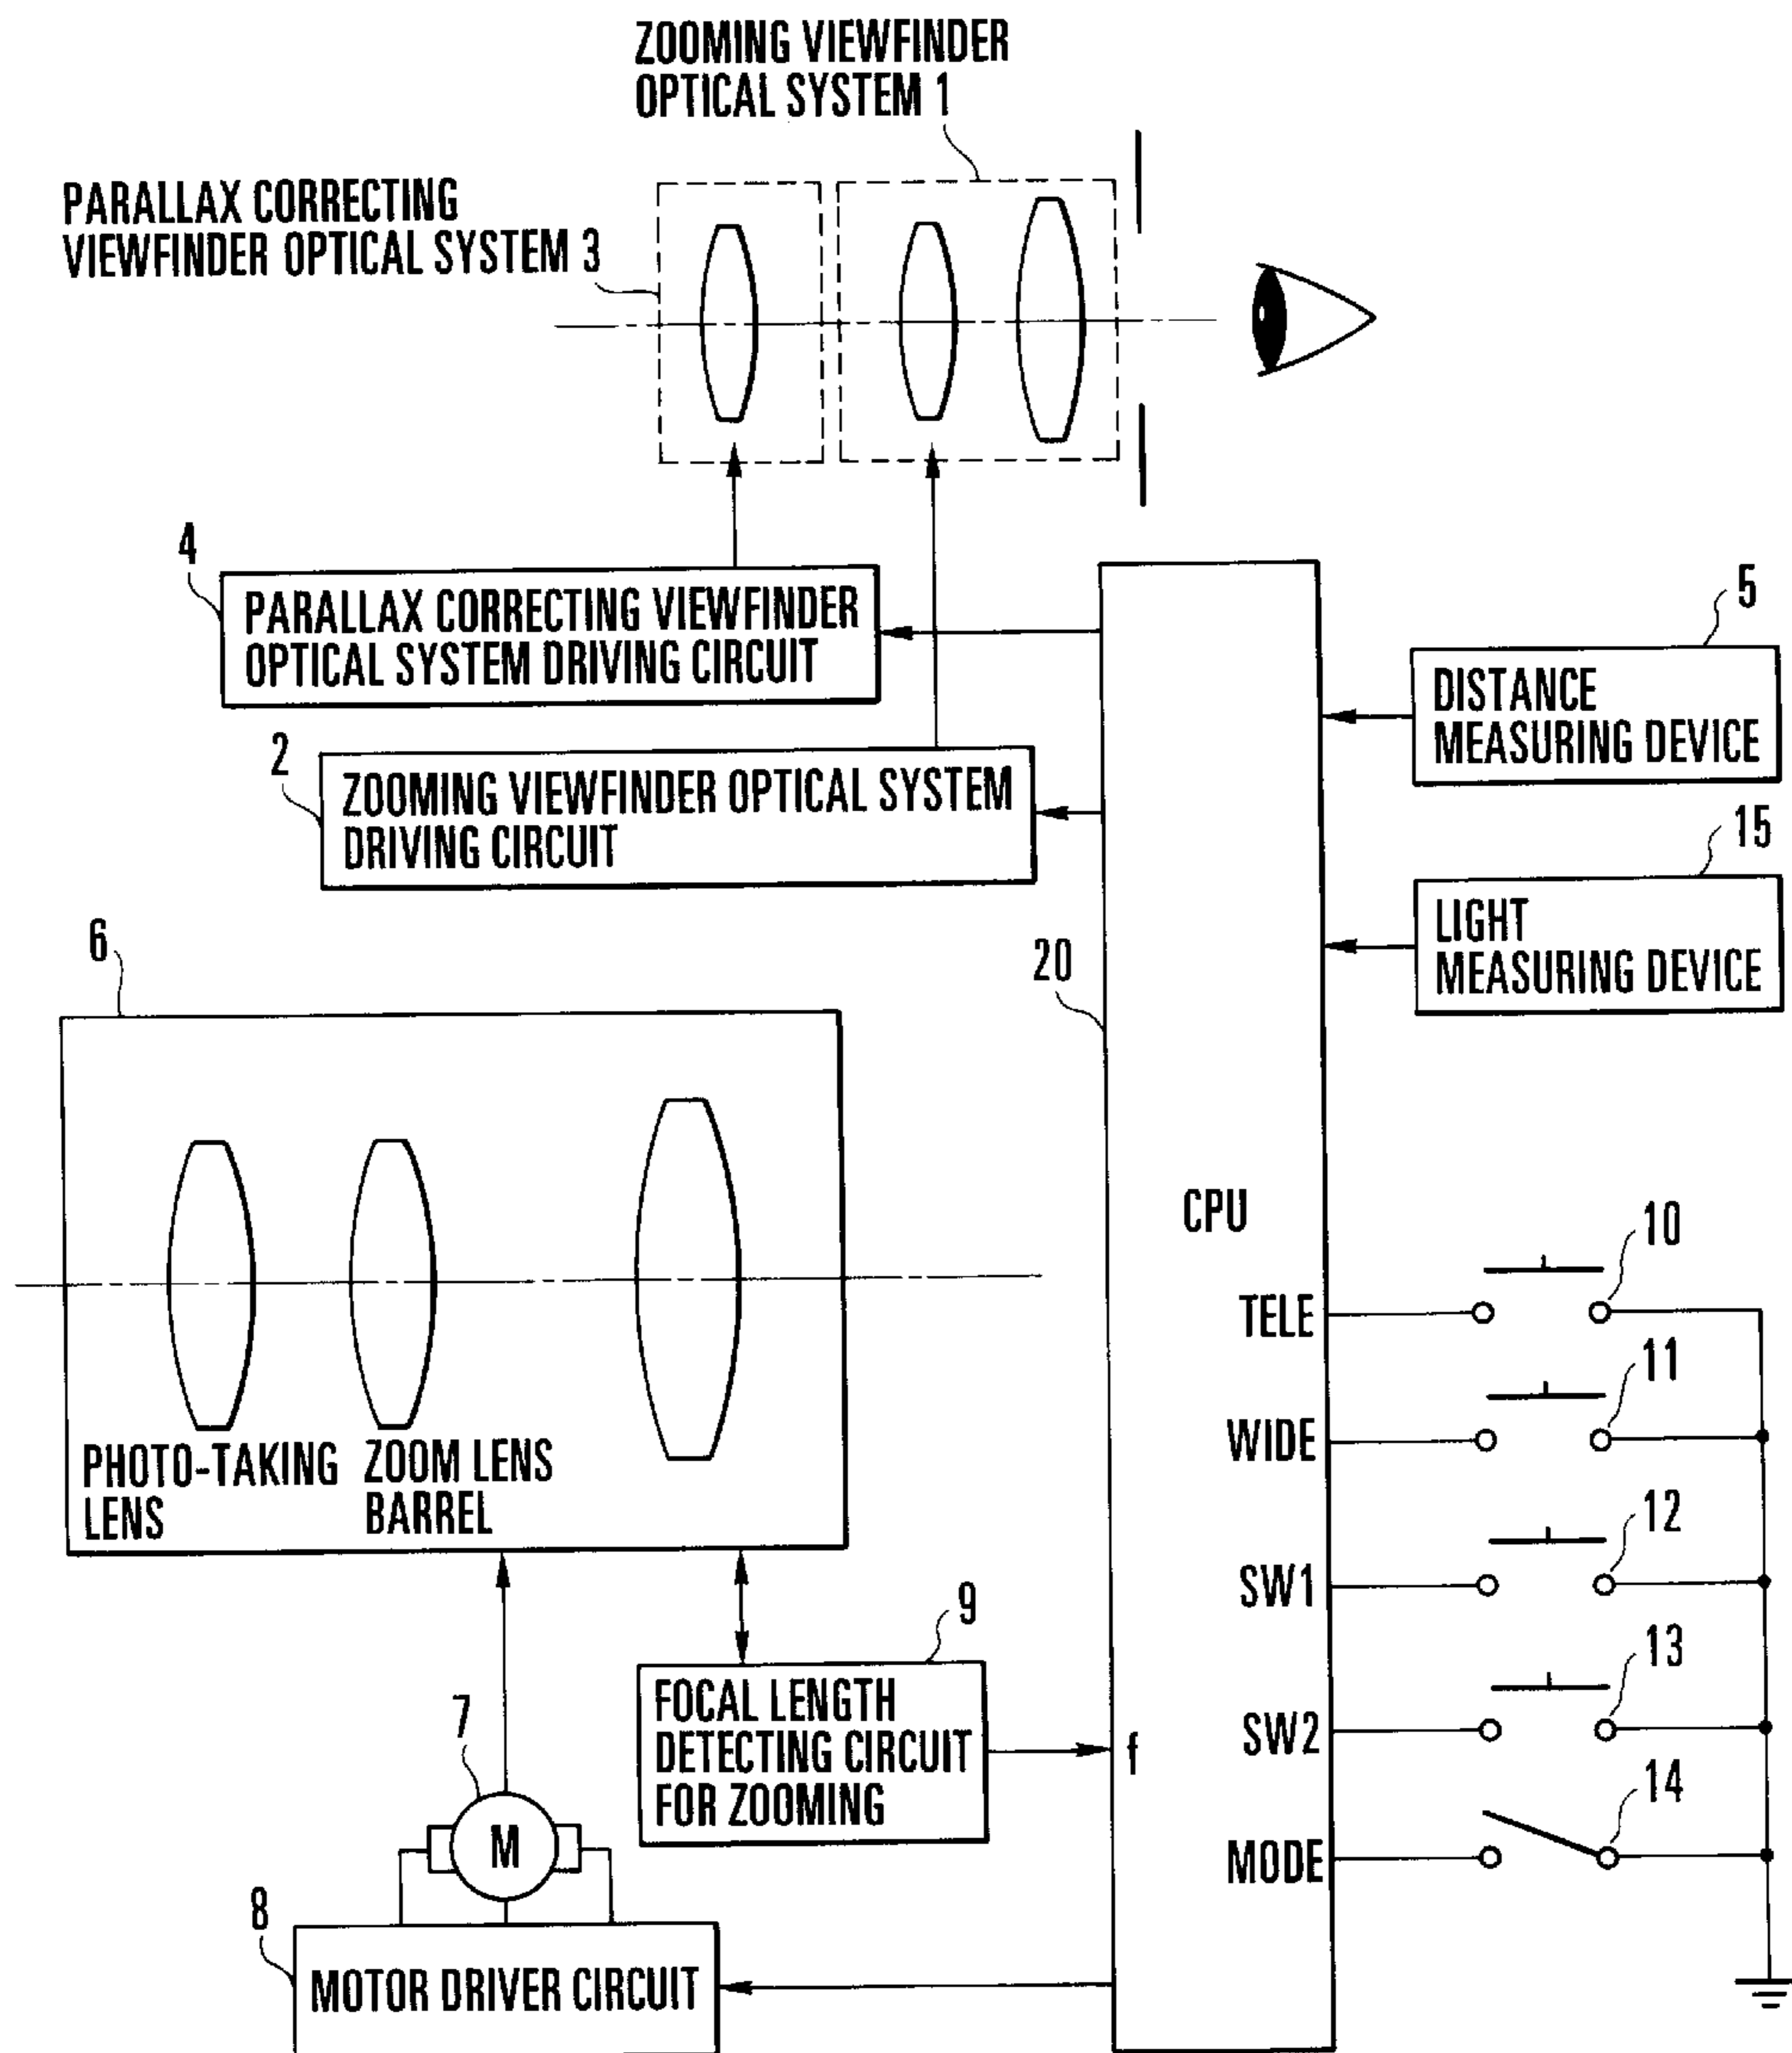 ZOOMING VIEWFINDER
OPTICAL SYSTEM 1
PARALLAX CORRECTING
VIEWFINDER OPTICAL SYSTEM 3
4
PARALLAX CORRECTING VIEWFINDER
OPTICAL SYSTEM DRIVING CIRCUIT
5
DISTANCE
MEASURING DEVICE
2
ZOOMING VIEWFINDER OPTICAL SYSTEM
DRIVING CIRCUIT
15
LIGHT
MEASURING DEVICE
6
20
CPU
PHOTO-TAKING
LENS
ZOOM LENS
BARREL
TELE
10
WIDE
11
SW1
12
SW2
13
MODE
14
9
FOCAL LENGTH
DETECTING CIRCUIT
FOR ZOOMING
f
7
M
8
MOTOR DRIVER CIRCUIT